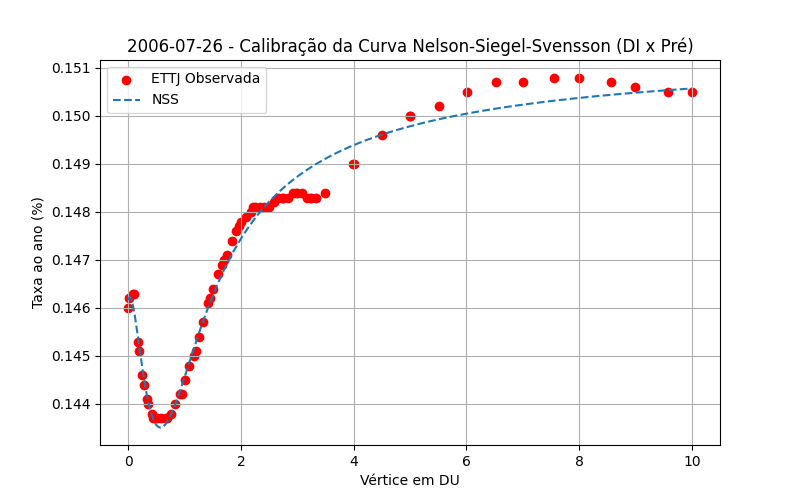 2006-07-26 - Calibração da Curva Nelson-Siegel-Svensson (DI x Pré)
ETTJ Observada
NSS
Taxa ao ano (%)
0.151
0.150
0.149
0.148
0.147
0.146
0.145
0.144
0 2 4 6 8 10
Vértice em DU